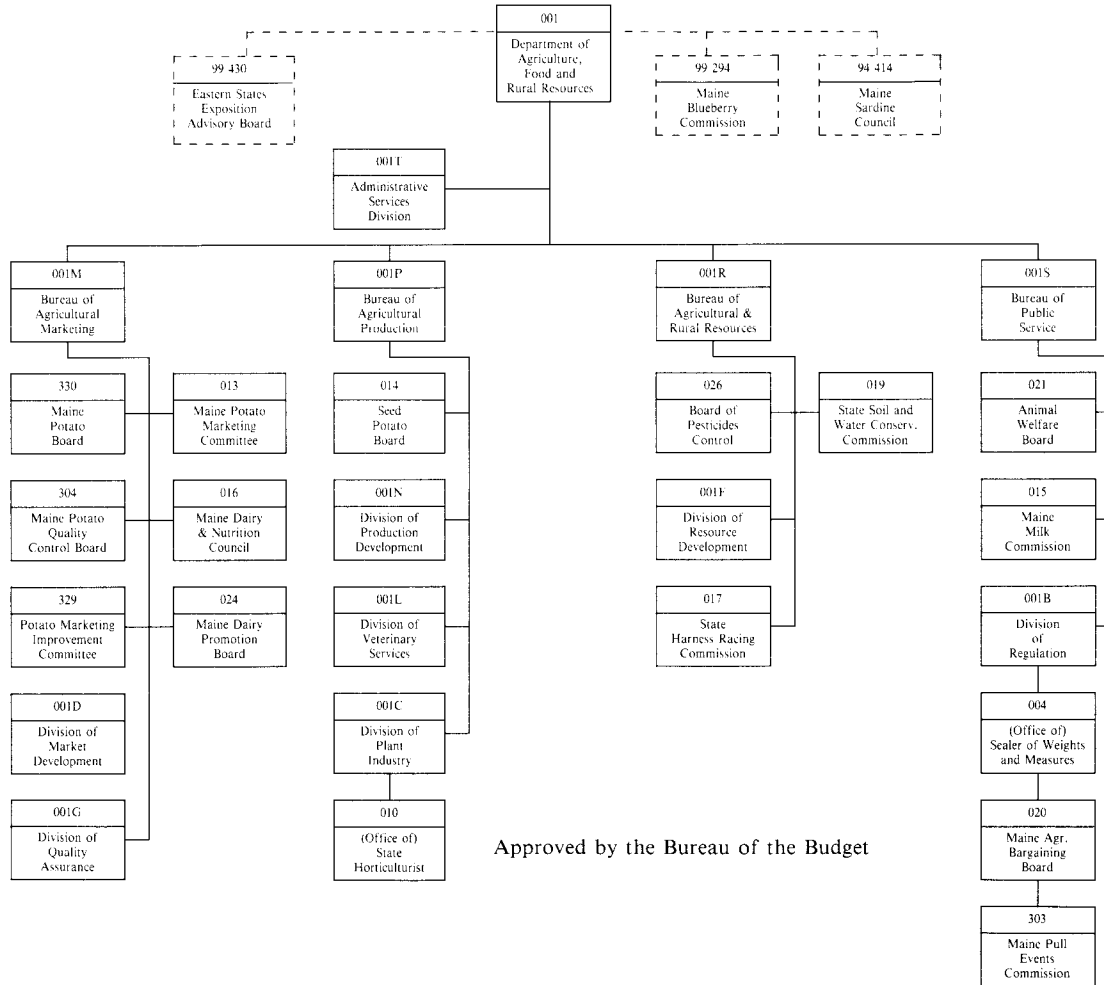 001
Department of
Agriculture,
Food and
Rural Resources
99 430
Eastern States
Exposition
Advisory Board
99 294
Maine
Blueberry
Commission
94 414
Maine
Sardine
Council
001T
Administrative
Services
Division
001M
Bureau of
Agricultural
Marketing
001P
Bureau of
Agricultural
Production
001R
Bureau of
Agricultural &
Rural Resources
001S
Bureau of
Public
Service
330
Maine
Potato
Board
013
Maine Potato
Marketing
Committee
014
Seed
Potato
Board
026
Board of
Pesticides
Control
019
State Soil and
Water Conserv.
Commission
021
Animal
Welfare
Board
304
Maine Potato
Quality
Control Board
016
Maine Dairy
& Nutrition
Council
001N
Division of
Production
Development
001F
Division of
Resource
Development
015
Maine
Milk
Commission
329
Potato Marketing
Improvement
Committee
024
Maine Dairy
Promotion
Board
001L
Division of
Veterinary
Services
017
State
Harness Racing
Commission
001B
Division
of
Regulation
001D
Division of
Market
Development
001C
Division of
Plant
Industry
004
(Office of)
Sealer of Weights
and Measures
001G
Division of
Quality
Assurance
010
(Office of)
State
Horticulturist
Approved by the Bureau of the Budget
020
Maine Agr.
Bargaining
Board
303
Maine Pull
Events
Commission